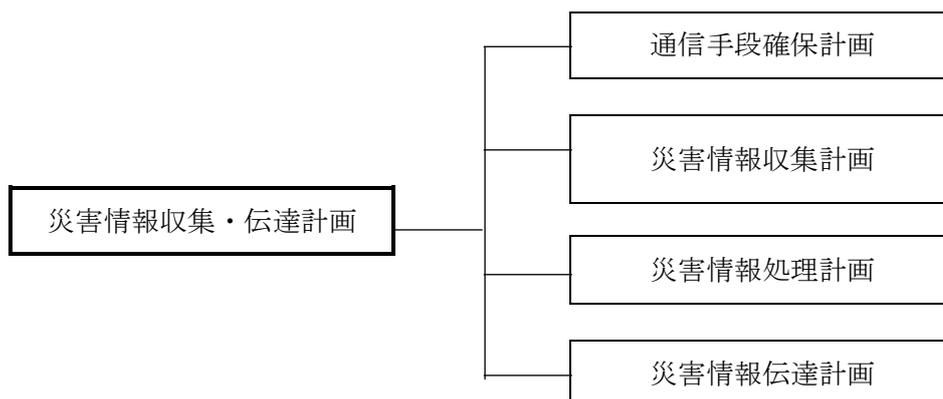 通信手段確保計画
災害情報収集計画
災害情報収集・伝達計画
災害情報処理計画
災害情報伝達計画